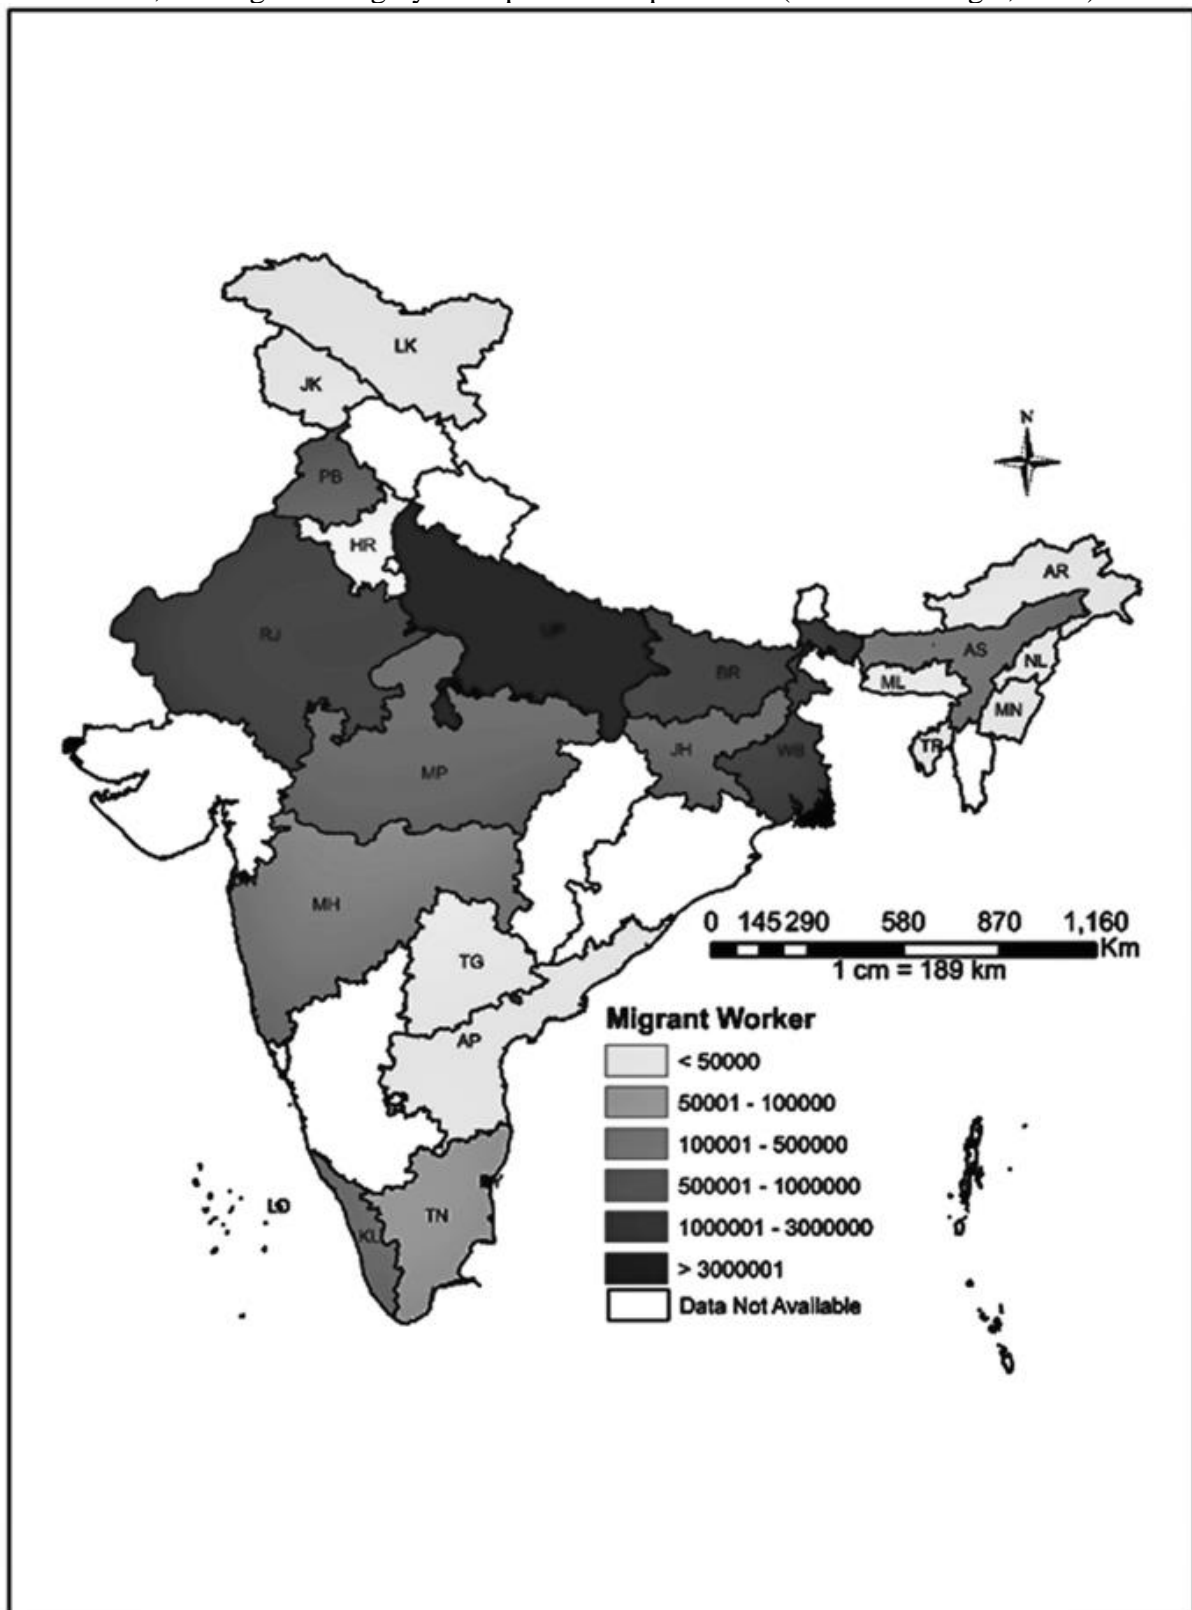 LK
JK
N
PB
HR
AR
RJ
UP
BR
AS
NL
ML
MN
TR
JH
WB
MP
MH
0 145 290 580 870 1,160
Km
1 cm = 189 km
TG
AP
Migrant Worker
< 50000
50001 - 100000
100001 - 500000
500001 - 1000000
1000001 - 3000000
> 3000001
Data Not Available
LD
TN
KL